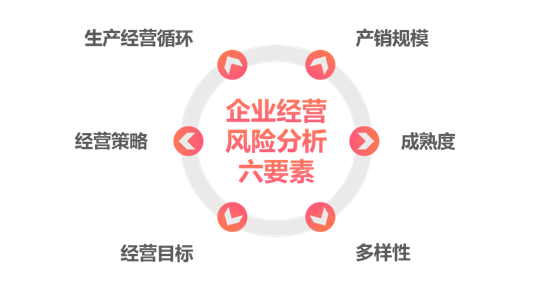 生产经营循环
产销规模
企业经营
风险分析
六要素
经营策略
成熟度
经营目标
多样性